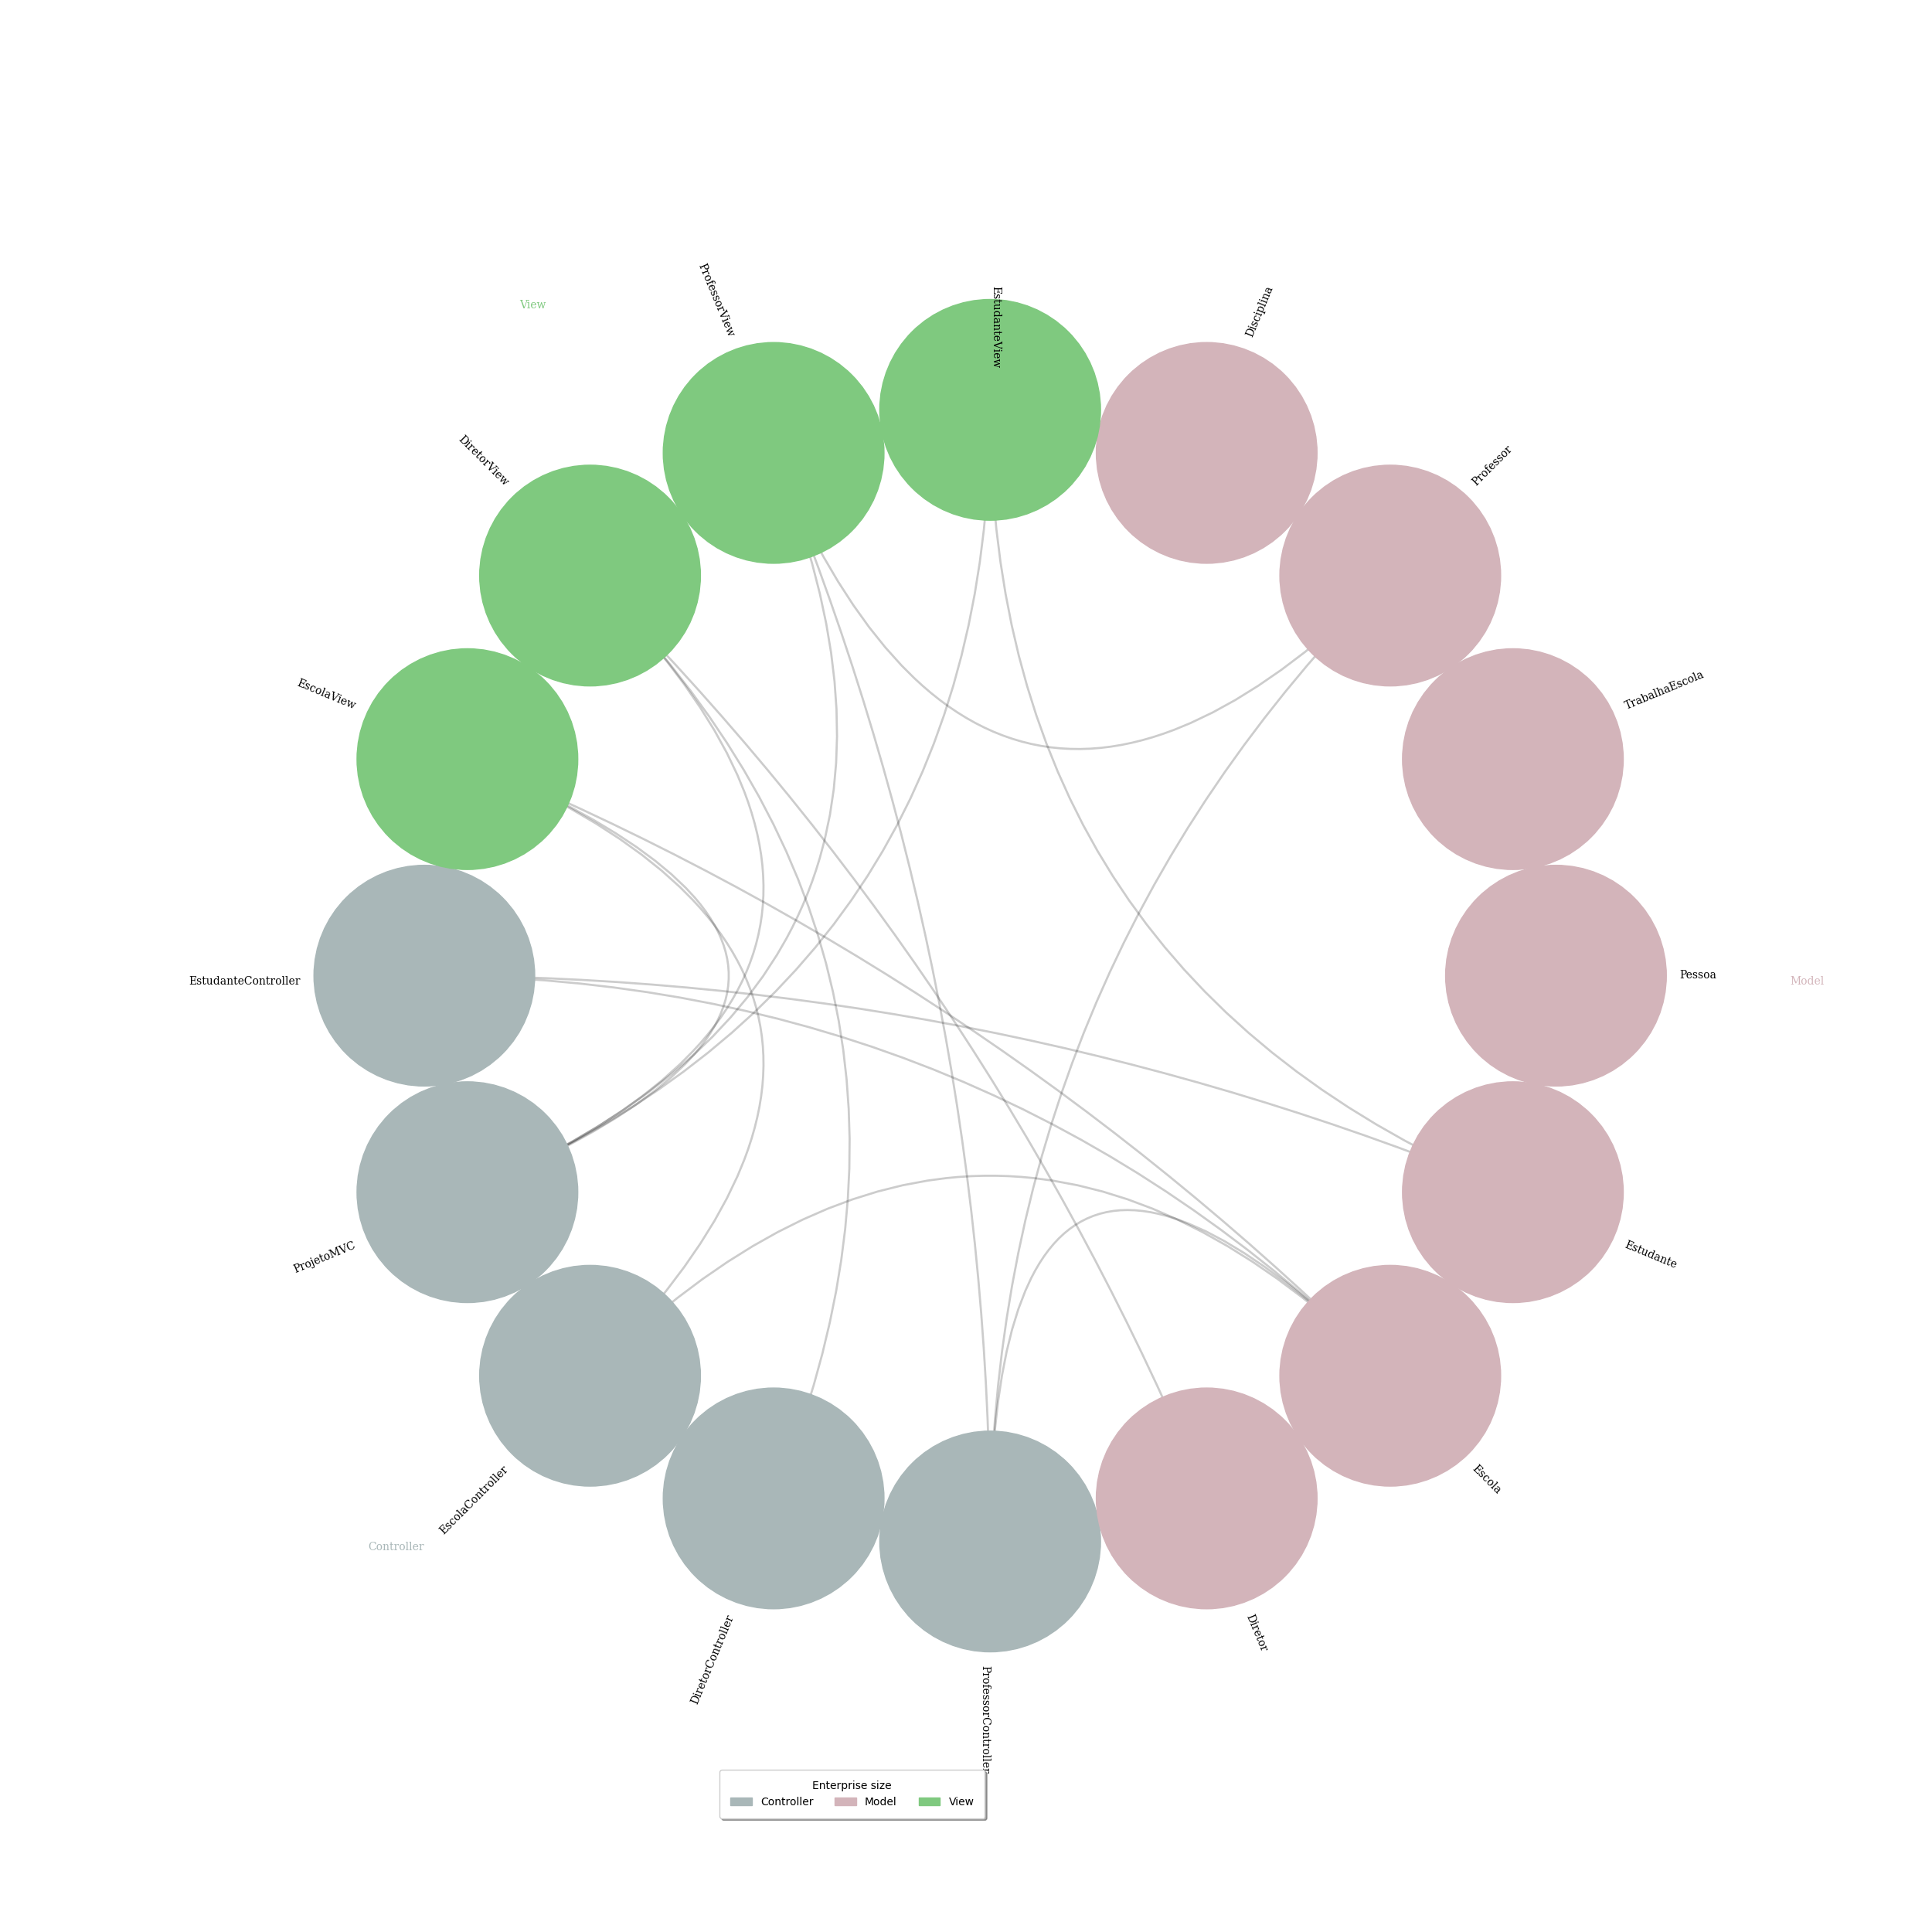 ProfessorView
EstudanteView
Disciplina
View
DiretorView
Professor
EscolaView
TrabalhaEscola
EstudanteController
Pessoa
Model
ProjetoMVC
Estudante
EscolaController
Escola
Controller
DiretorController
Diretor
ProfessorController
Enterprise size
Controller Model View